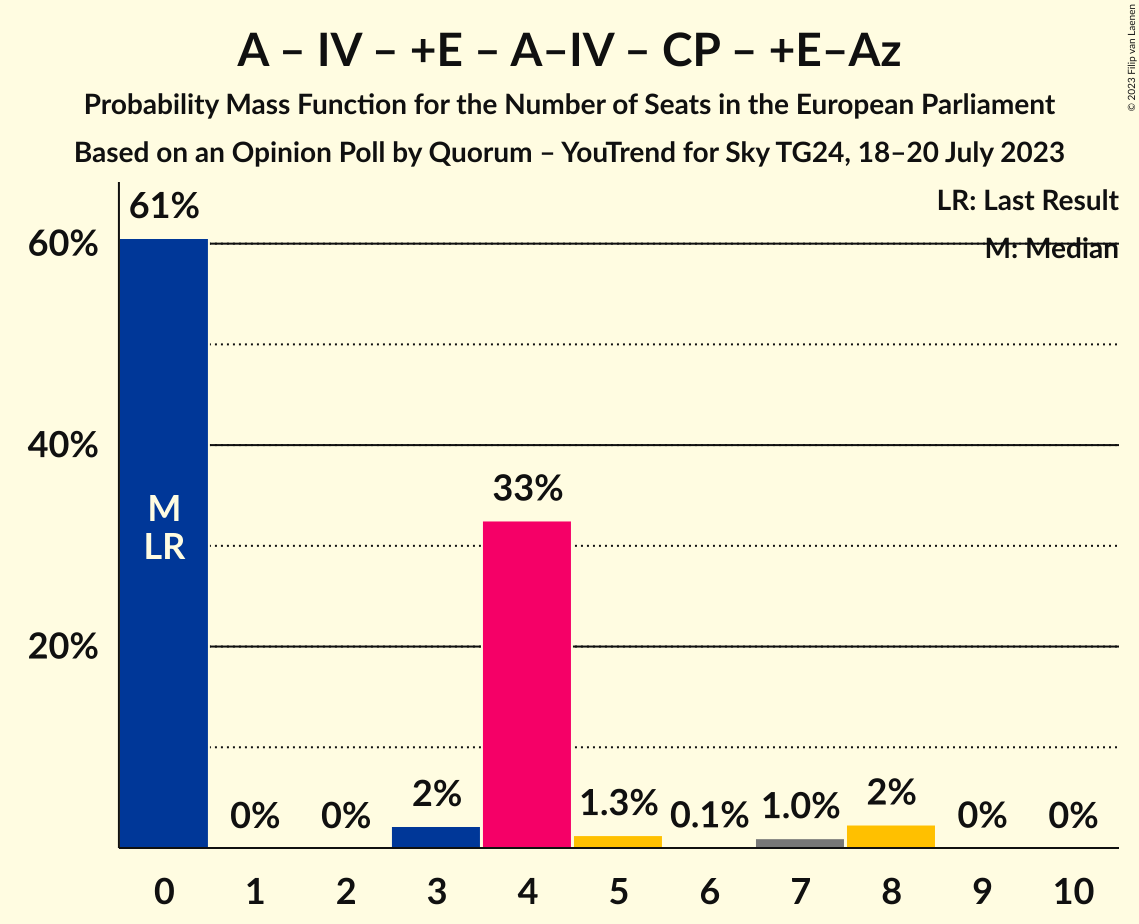 A – IV – +E – A–IV – CP – +E–Az
Probability Mass Function for the Number of Seats in the European Parliament
Based on an Opinion Poll by Quorum – YouTrend for Sky TG24, 18–20 July 2023
© 2023 Filip van Laenen
LR: Last Result
M: Median
61%
60%
40%
20%
M
LR
0%
0%
2%
33%
1.3%
0.1%
1.0%
2%
0%
0%
0 1 2 3 4 5 6 7 8 9 10